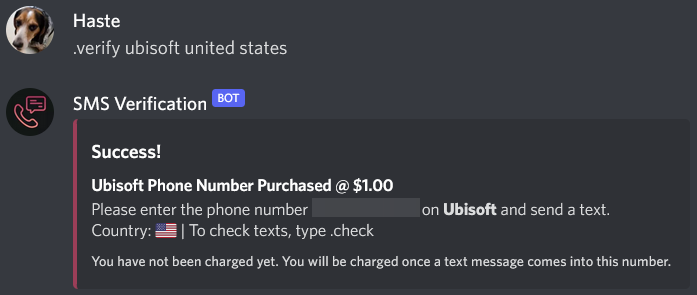 Haste
.verify ubisoft united states
SMS Verification BOT
Success!
Ubisoft Phone Number Purchased @ $1.00
Please enter the phone number on Ubisoft and send a text.
Country: | To check texts, type .check
You have not been charged yet. You will be charged once a text message comes into this number.